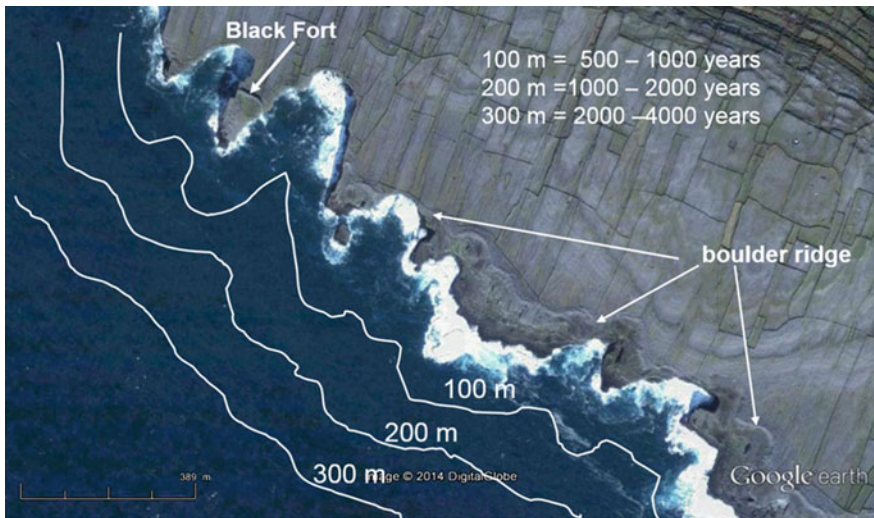 Black Fort
100 m = 500 – 1000 years
200 m =1000 – 2000 years
300 m = 2000 –4000 years
boulder ridge
100 m
200 m
300 m
389 m
Image © 2014 DigitalGlobe
Google earth